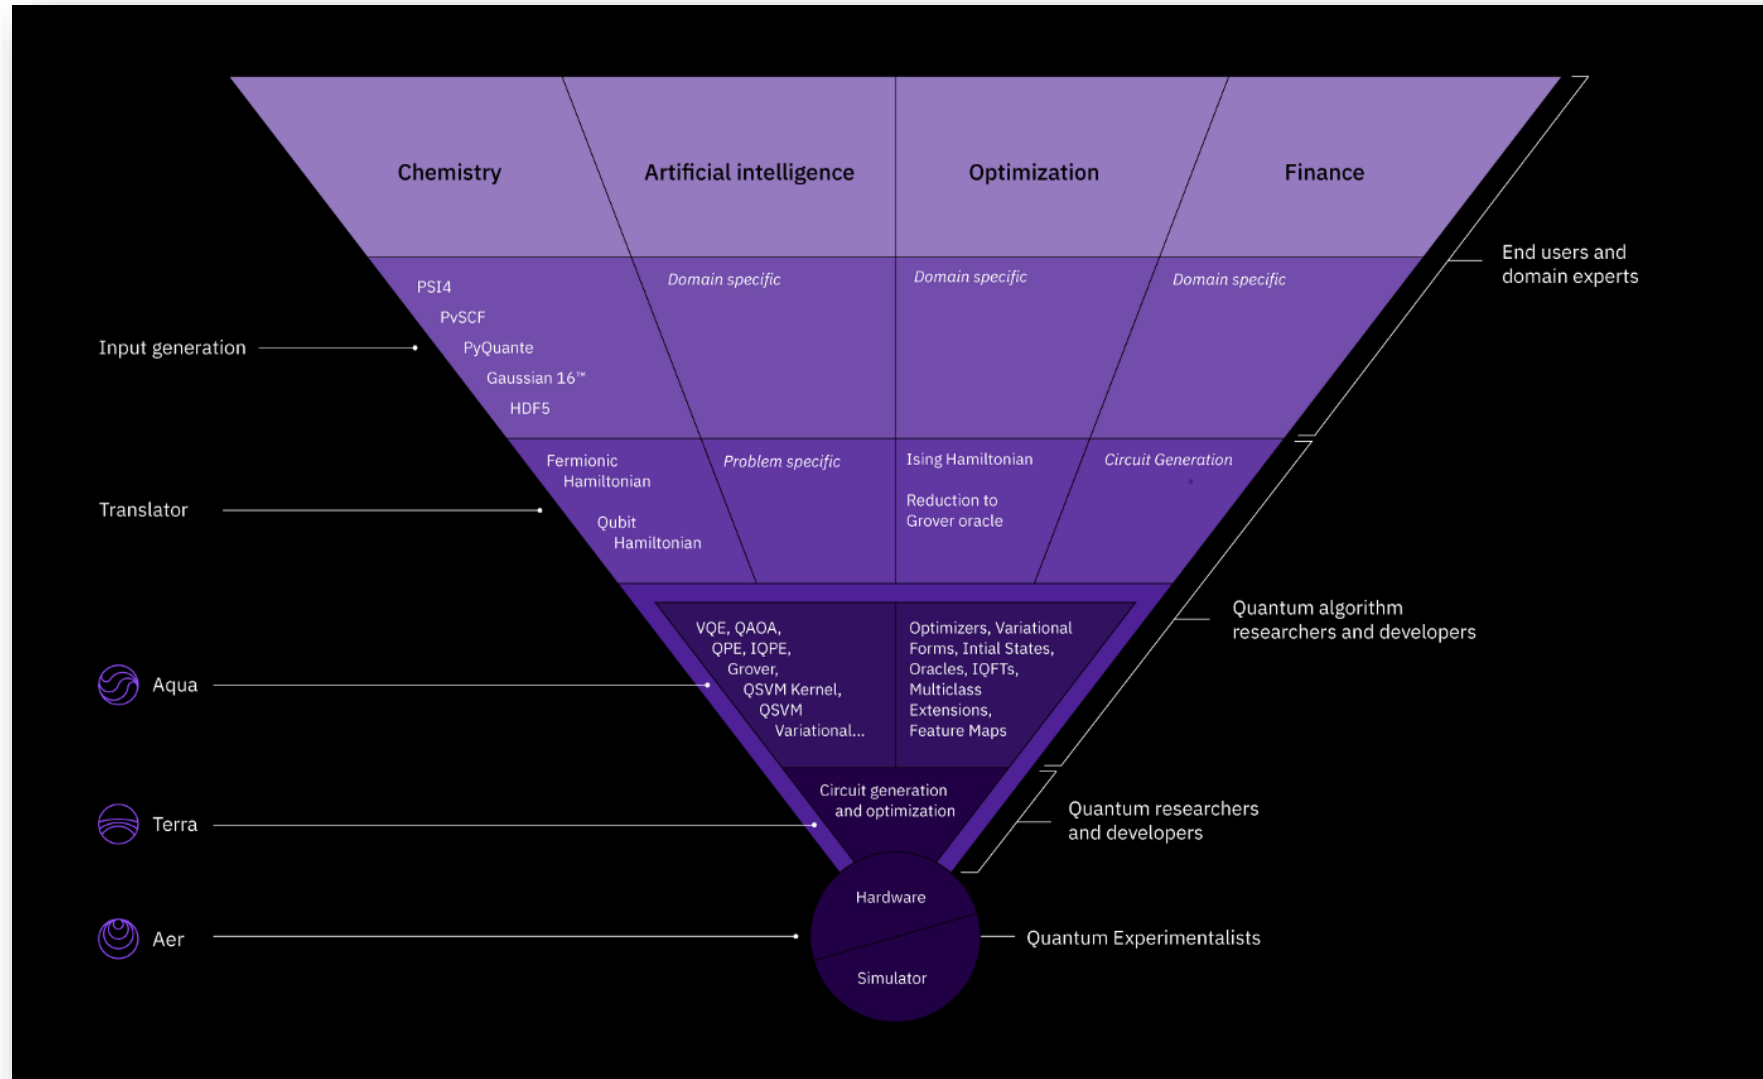 Chemistry
Artificial intelligence
Optimization
Finance
End users and
domain experts
Input generation
PSI4
PvSCF
PyQuante
Gaussian 16™
HDF5
Domain specific
Domain specific
Domain specific
Translator
Fermionic
Hamiltonian
Qubit
Hamiltonian
Problem specific
Ising Hamiltonian
Reduction to
Grover oracle
Circuit Generation
Quantum algorithm
researchers and developers
Aqua
VQE, QAOA,
QPE, IQPE,
Grover,
QSVM Kernel,
QSVM
Variational...
Optimizers, Variational
Forms, Intial States,
Oracles, IQFTs,
Multiclass
Extensions,
Feature Maps
Terra
Circuit generation
and optimization
Quantum researchers
and developers
Aer
Hardware
Simulator
Quantum Experimentalists